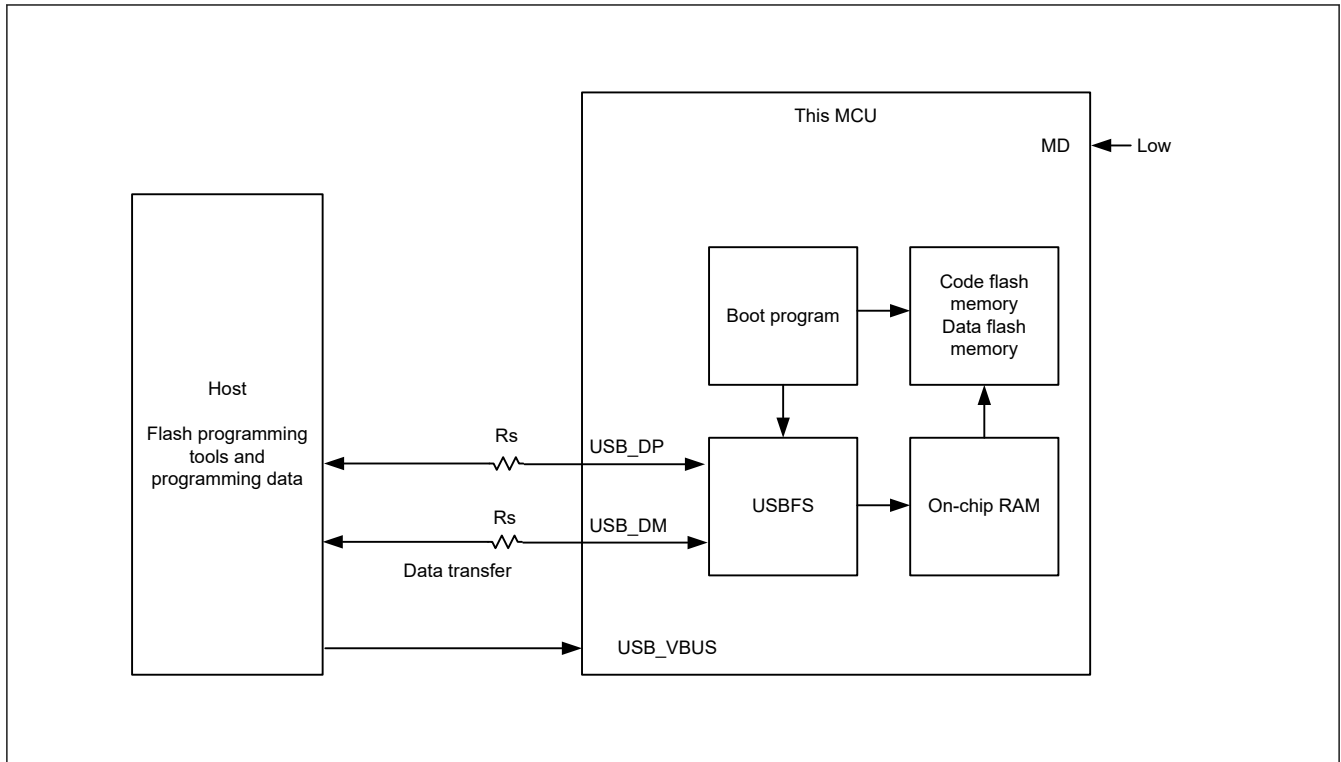 This MCU
MD
Low
Host
Flash programming
tools and
programming data
Boot program
Code flash
memory
Data flash
memory
Rs
USB_DP
USBFS
On-chip RAM
Rs
USB_DM
Data transfer
USB_VBUS